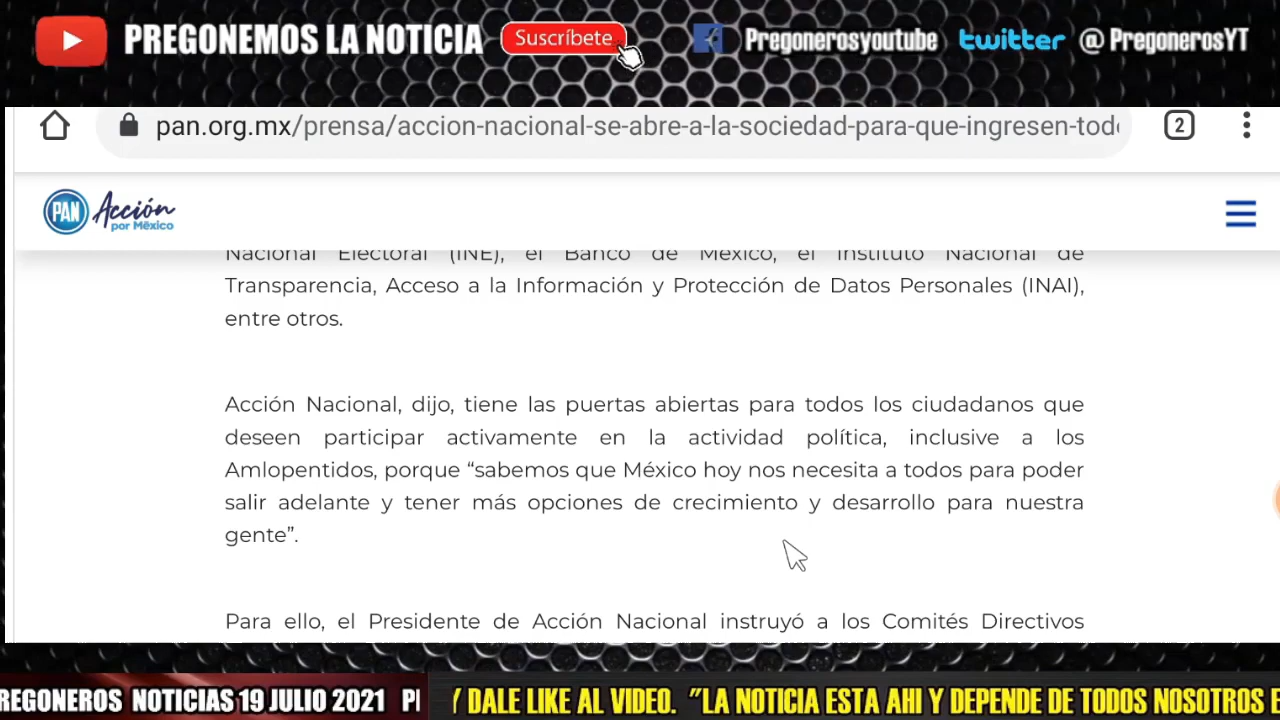 PREGONEMOS LA NOTICIA Suscríbete Pregonerosyoutube twitter @ PregonerosYT
pan.org.mx/prensa/accion-nacional-se-abre-a-la-sociedad-para-que-ingresen-tod 2
PAN Acción
por México
Nacional Electoral (INE), el Banco de México, el Instituto Nacional de
Transparencia, Acceso a la Información y Protección de Datos Personales (INAI),
entre otros.
Acción Nacional, dijo, tiene las puertas abiertas para todos los ciudadanos que
deseen participar activamente en la actividad política, inclusive a los
Amlopentidos, porque “sabemos que México hoy nos necesita a todos para poder
salir adelante y tener más opciones de crecimiento y desarrollo para nuestra
gente”.
Para ello, el Presidente de Acción Nacional instruyó a los Comités Directivos
REGONEROS NOTICIAS 19 JULIO 2021 Y DALE LIKE AL VIDEO. "LA NOTICIA ESTA AHI Y DEPENDE DE TODOS NOSOTROS